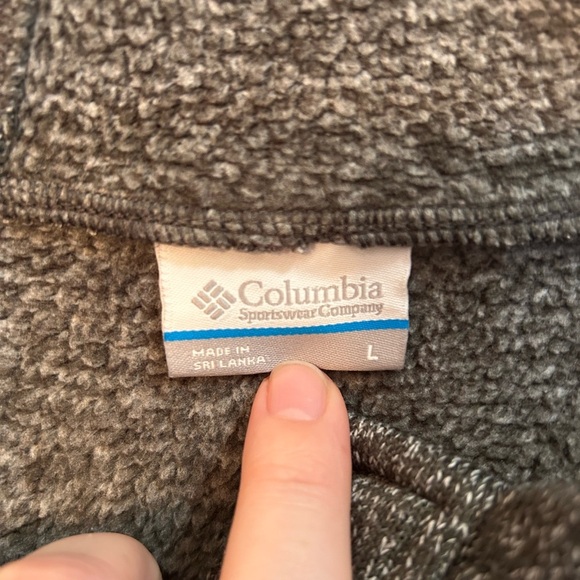 Columbia
Sportswear Company
MADE IN
SRI LANKA
L